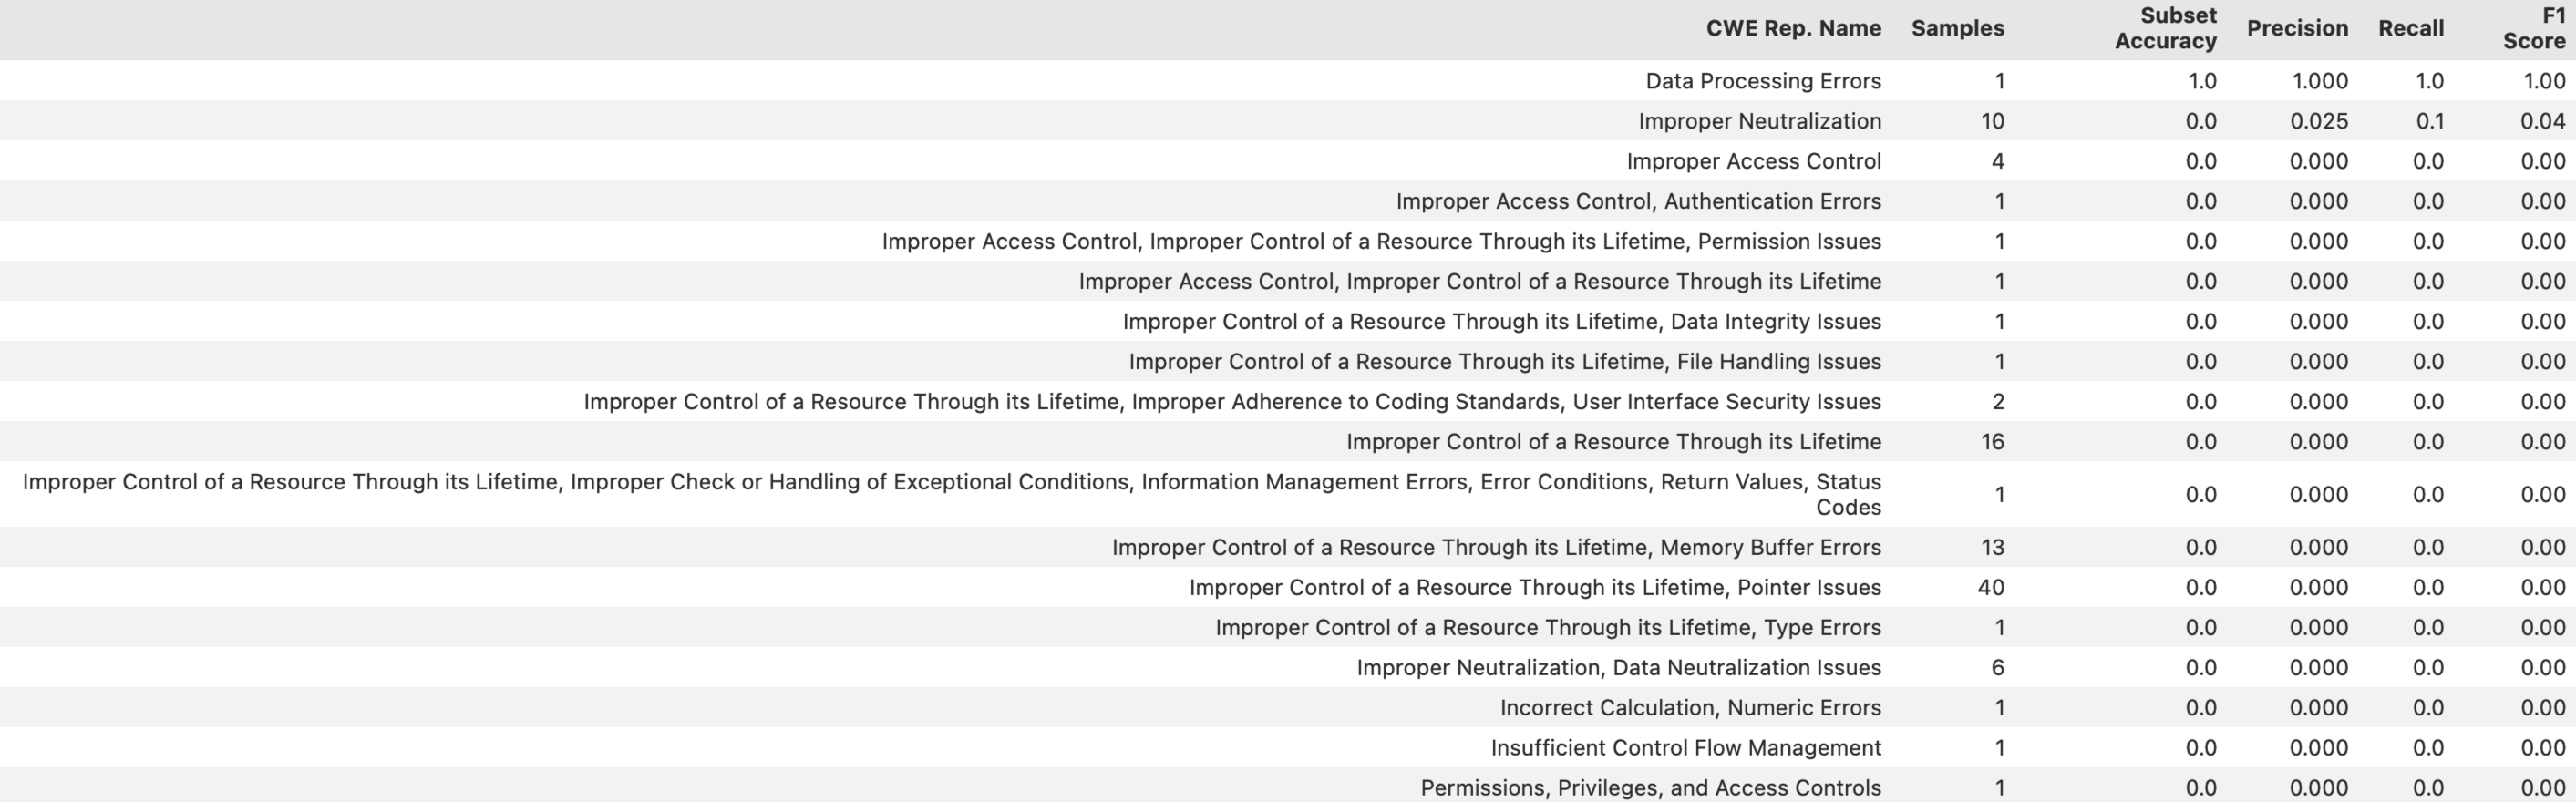 CWE Rep. Name Samples Subset Accuracy Precision Recall F1 Score
Data Processing Errors 1 1.0 1.000 1.0 1.00
Improper Neutralization 10 0.0 0.025 0.1 0.04
Improper Access Control 4 0.0 0.000 0.0 0.00
Improper Access Control, Authentication Errors 1 0.0 0.000 0.0 0.00
Improper Access Control, Improper Control of a Resource Through its Lifetime, Permission Issues 1 0.0 0.000 0.0 0.00
Improper Access Control, Improper Control of a Resource Through its Lifetime 1 0.0 0.000 0.0 0.00
Improper Control of a Resource Through its Lifetime, Data Integrity Issues 1 0.0 0.000 0.0 0.00
Improper Control of a Resource Through its Lifetime, File Handling Issues 1 0.0 0.000 0.0 0.00
Improper Control of a Resource Through its Lifetime, Improper Adherence to Coding Standards, User Interface Security Issues 2 0.0 0.000 0.0 0.00
Improper Control of a Resource Through its Lifetime 16 0.0 0.000 0.0 0.00
Improper Control of a Resource Through its Lifetime, Improper Check or Handling of Exceptional Conditions, Information Management Errors, Error Conditions, Return Values, Status
Codes 1 0.0 0.000 0.0 0.00
Improper Control of a Resource Through its Lifetime, Memory Buffer Errors 13 0.0 0.000 0.0 0.00
Improper Control of a Resource Through its Lifetime, Pointer Issues 40 0.0 0.000 0.0 0.00
Improper Control of a Resource Through its Lifetime, Type Errors 1 0.0 0.000 0.0 0.00
Improper Neutralization, Data Neutralization Issues 6 0.0 0.000 0.0 0.00
Incorrect Calculation, Numeric Errors 1 0.0 0.000 0.0 0.00
Insufficient Control Flow Management 1 0.0 0.000 0.0 0.00
Permissions, Privileges, and Access Controls 1 0.0 0.000 0.0 0.00